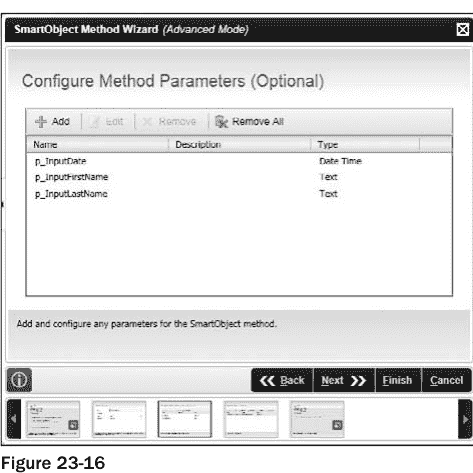 SmartObject Method Wizard (Advanced Mode)
Configure Method Parameters (Optional)
Add Edit Remove Remove All
Name Description Type
p_InputDate Date Time
p_InputFirstName Text
p_InputLastName Text
Add and configure any parameters for the SmartObject method.
Back Next Finish Cancel
Figure 23-16